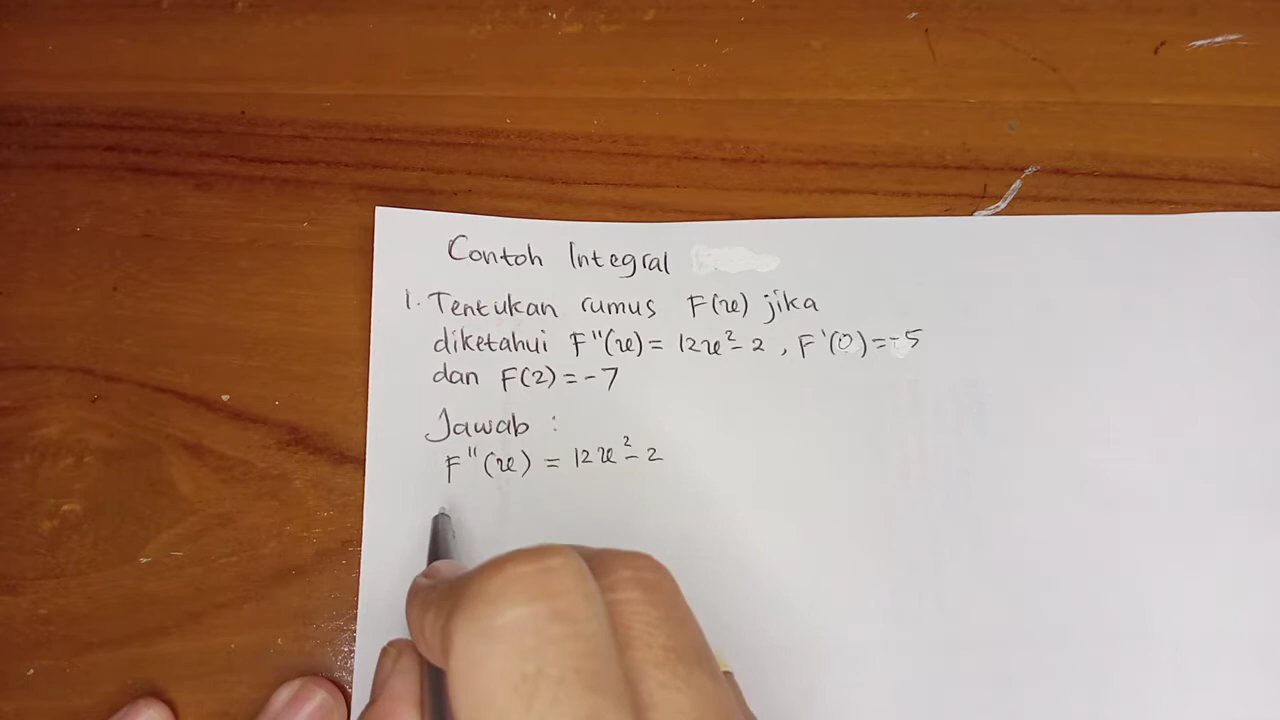 Contoh Integral
1. Tentukan rumus F(x) jika
diketahui F"(x) = 12x² - 2, F'(0) = -5
dan F(2) = -7
Jawab :
F"(x) = 12x² - 2